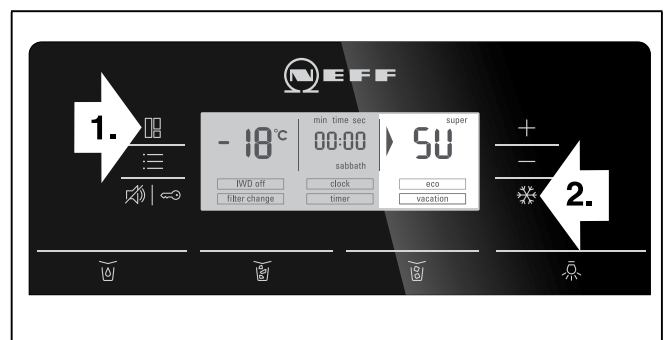 NEFF
1.
- 18°C
min time sec
00:00
sabbath
super
SU
IWD off
clock
eco
filter change
timer
vacation
2.